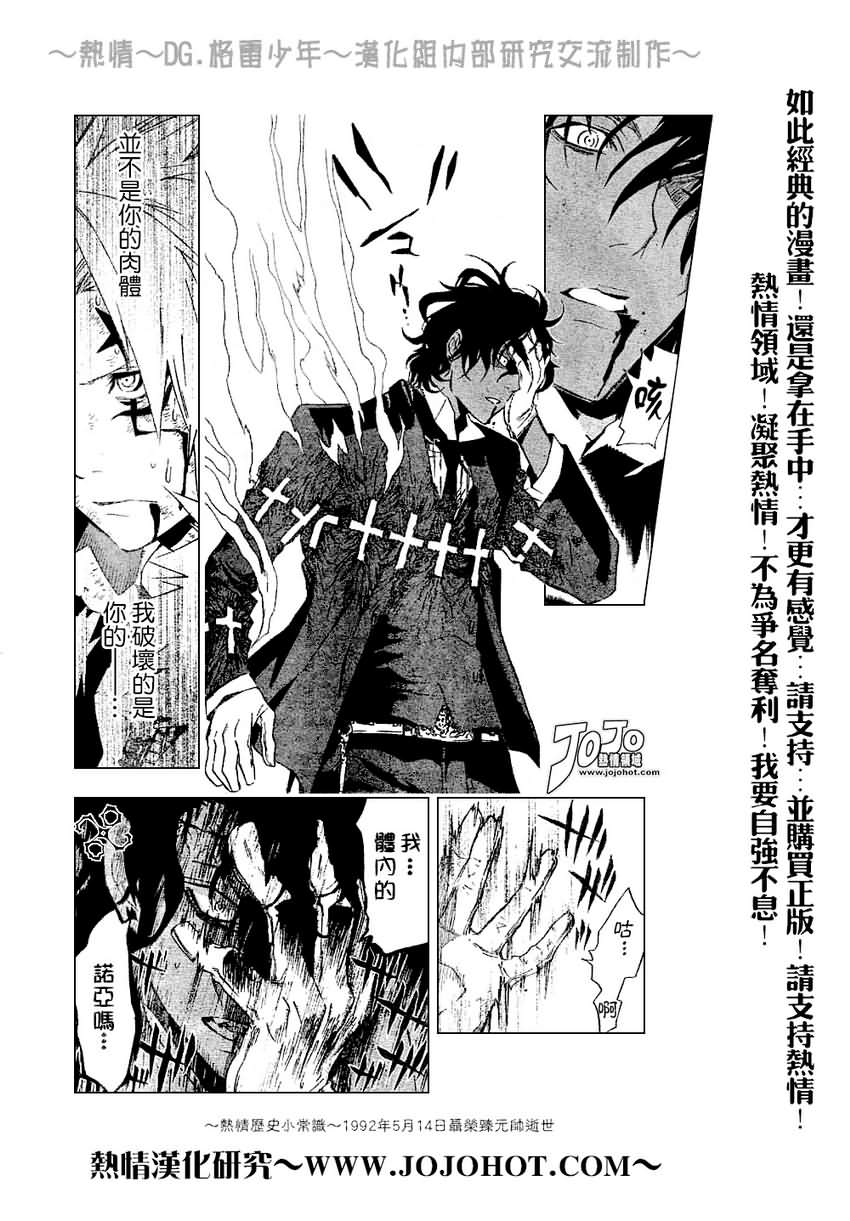 ～熱情～DG.格雷少年～漢化組内部研究交流制作～
如此經典的漫畫！還是拿在手中…才更有感覺…請支持…並購買正版！請支持熱情！
熱情領域！凝聚熱情！不為爭名奪利！我要自強不息！
咳
並不是你的肉體
我破壞的是
你的——…
JOJO
熱情領域
www.jojohot.com
咕…
啊
我…
體內的
諾亞嗎…
～熱情歷史小常識～1992年5月14日聶榮臻元帥逝世
熱情漢化研究～WWW.JOJOHOT.COM～